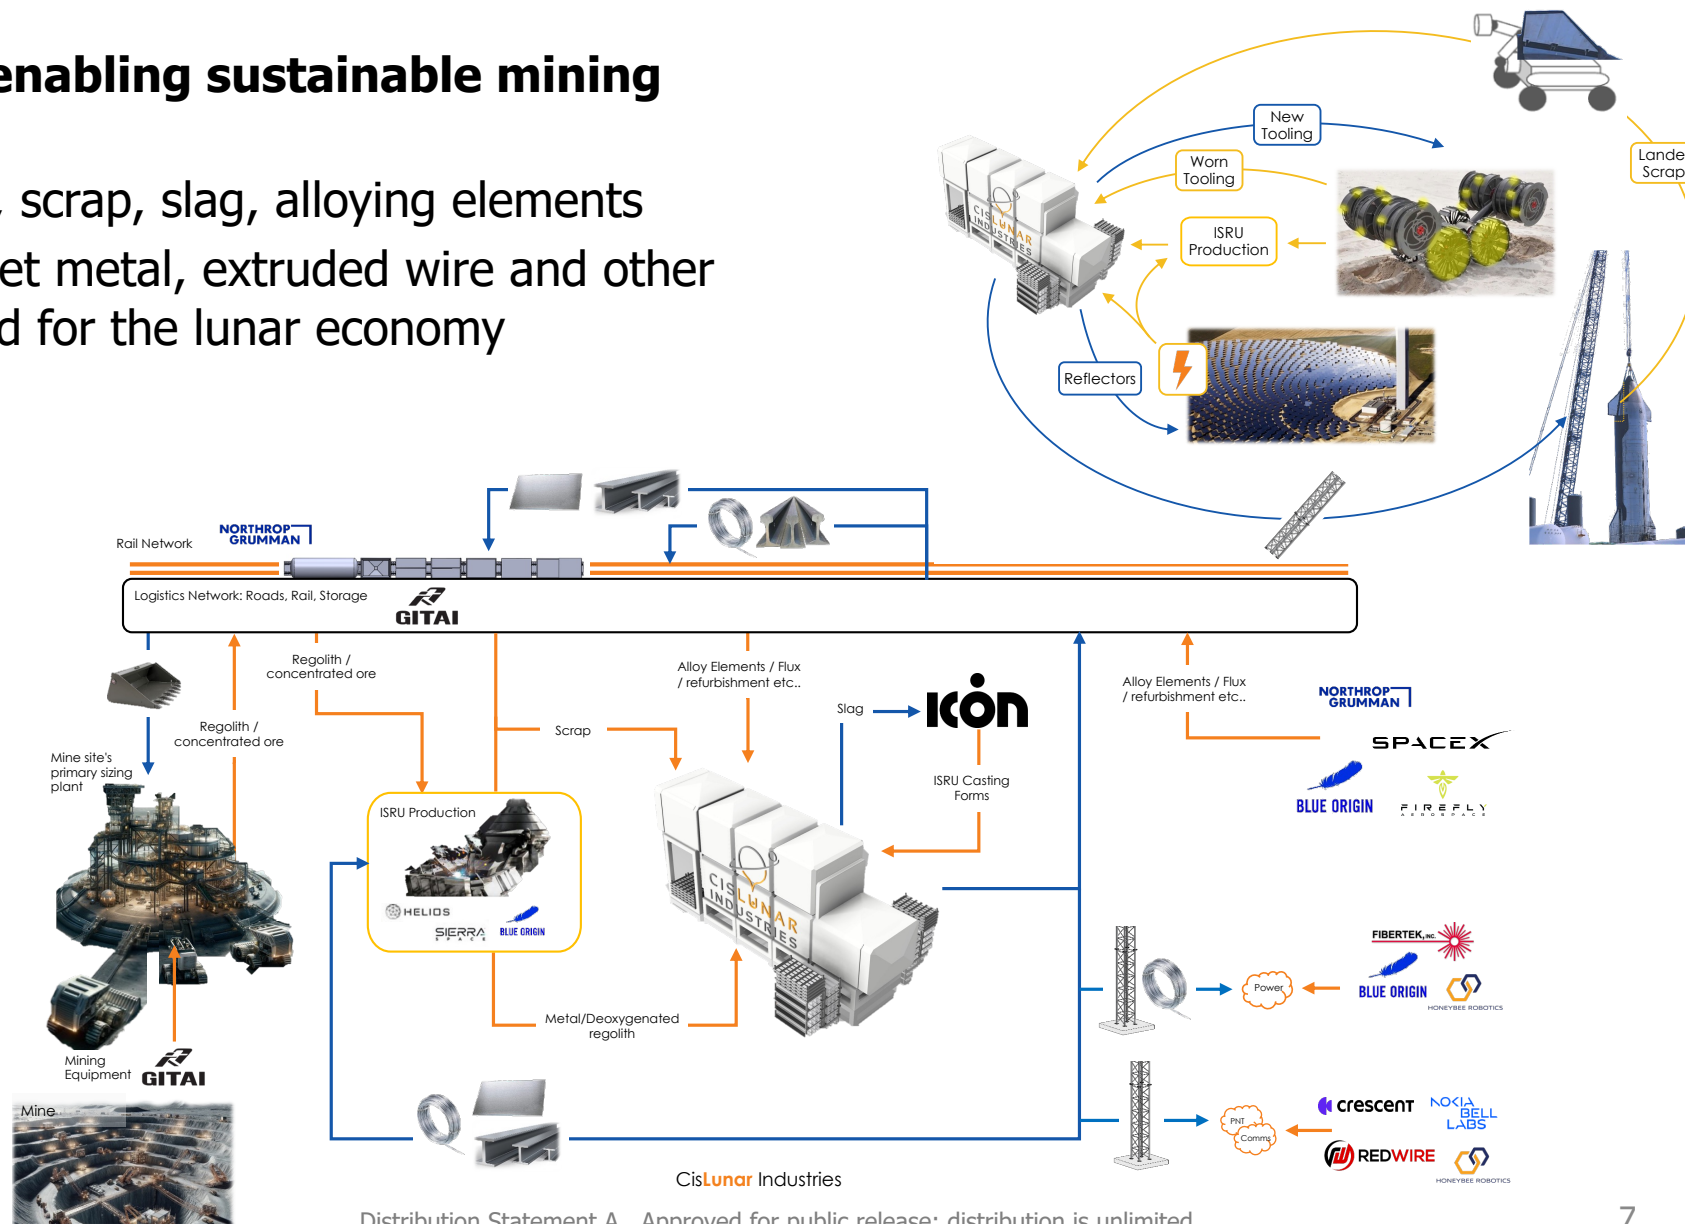 enabling sustainable mining
, scrap, slag, alloying elements
et metal, extruded wire and other
d for the lunar economy
New
Tooling
Worn
Tooling
ISRU
Production
Lande
Scrap
Reflectors
CISLUNAR
INDUSTRIES
NORTHROP
GRUMMAN
Rail Network
Logistics Network: Roads, Rail, Storage
GITAI
Regolith /
concentrated ore
Regolith /
concentrated ore
Scrap
Alloy Elements / Flux
/ refurbishment etc..
Slag
ICON
ISRU Casting
Forms
Alloy Elements / Flux
/ refurbishment etc..
NORTHROP
GRUMMAN
SPACEX
BLUE ORIGIN
FIREFLY
AEROSPACE
Mine site's
primary sizing
plant
ISRU Production
HELIOS
SIERRA
SPACE
BLUE ORIGIN
CISLUNAR
INDUSTRIES
Metal/Deoxygenated
regolith
Power
FIBERTEK, INC.
BLUE ORIGIN
HONEYBEE ROBOTICS
Mining
Equipment
GITAI
Mine
PNT
Comms
crescent
NOKIA
BELL
LABS
REDWIRE
HONEYBEE ROBOTICS
CisLunar Industries
Distribution Statement A. Approved for public release: distribution is unlimited
7